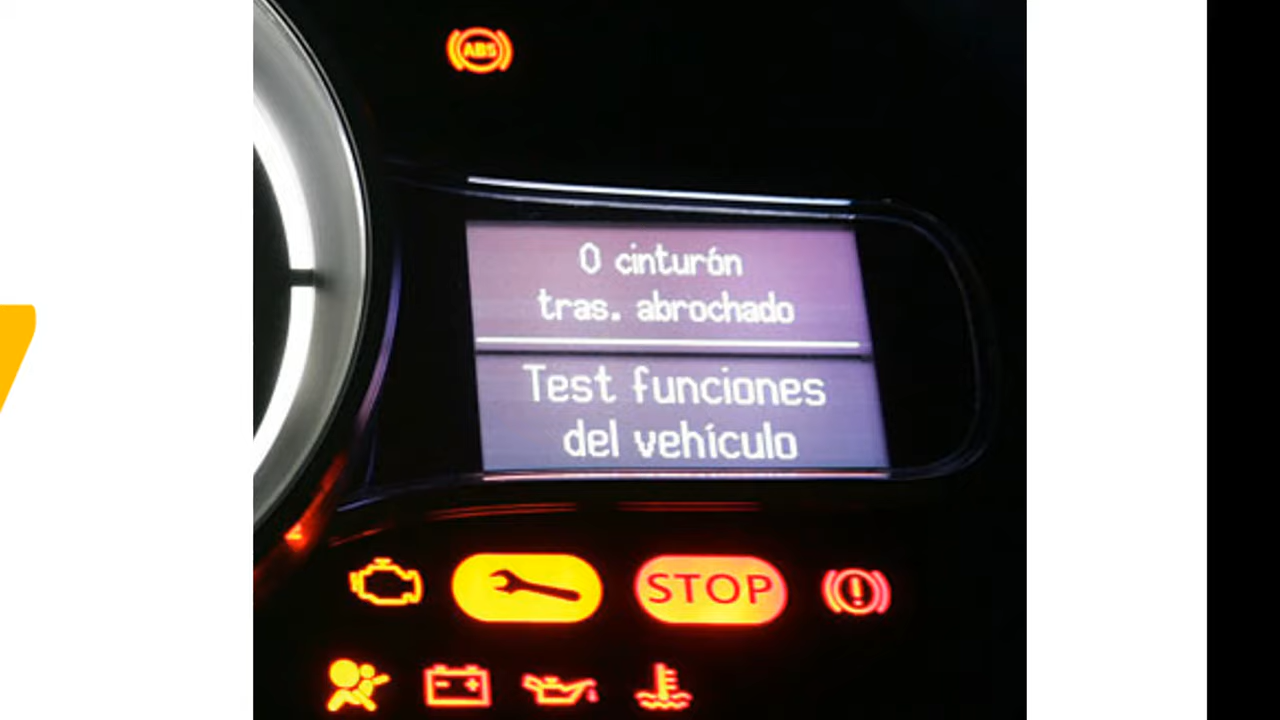 ABS
0 cinturón
tras. abrochado
Test funciones
del vehículo
STOP